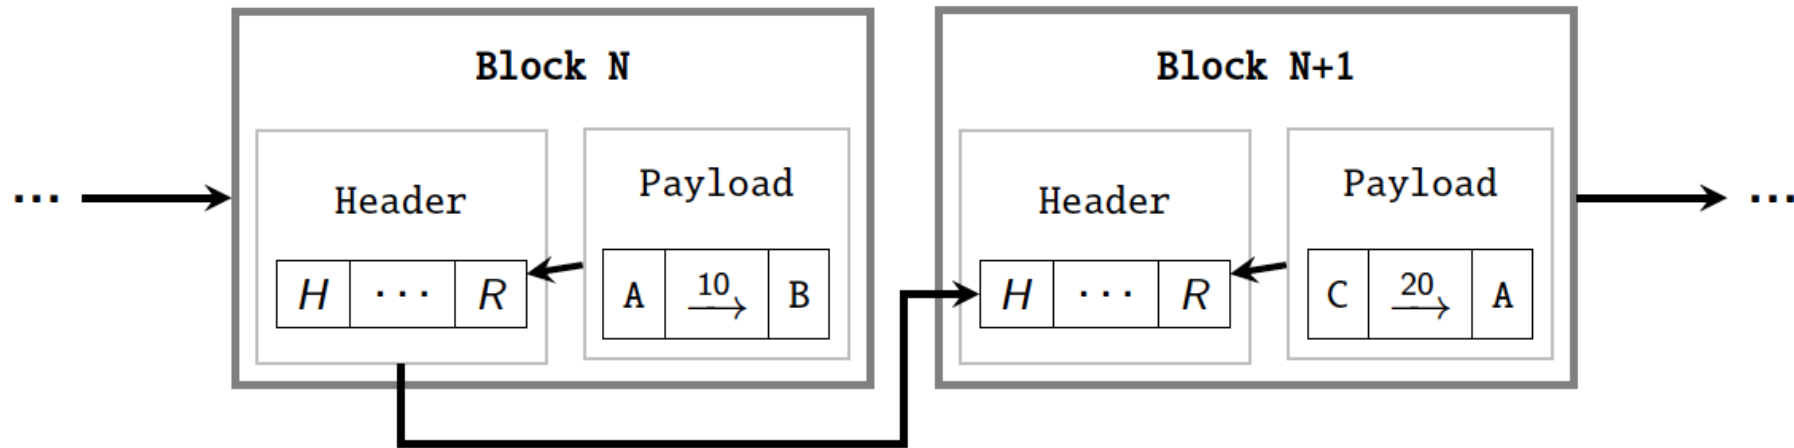 Block N
Block N+1
Header
Payload
Header
Payload
...
...
H ··· R
A 10 → B
H ··· R
C 20 → A